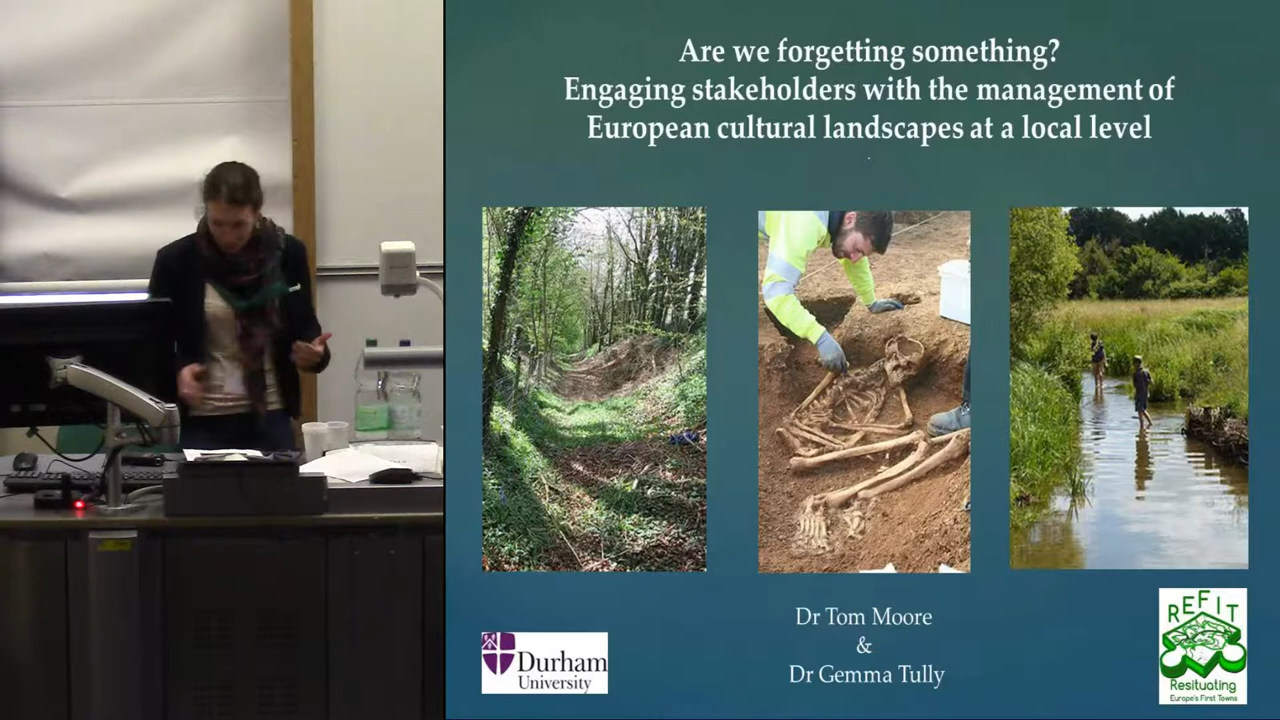 Are we forgetting something?
Engaging stakeholders with the management of
European cultural landscapes at a local level
Dr Tom Moore
&
Dr Gemma Tully
Durham
University
REFIT
Resituating
Europe's First Towns